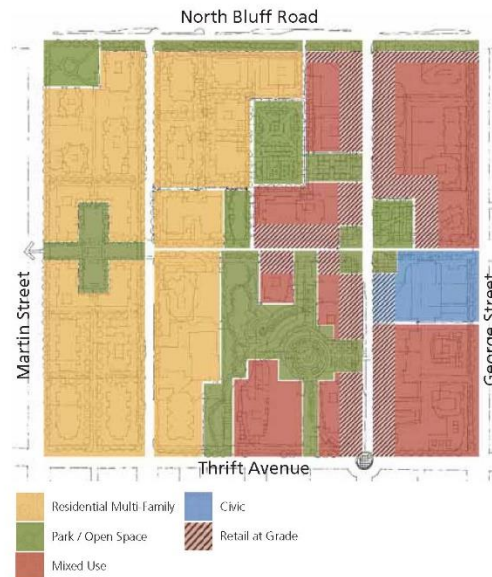 North Bluff Road
Martin Street
George Street
Thrift Avenue
Residential Multi-Family
Park / Open Space
Mixed Use
Civic
Retail at Grade